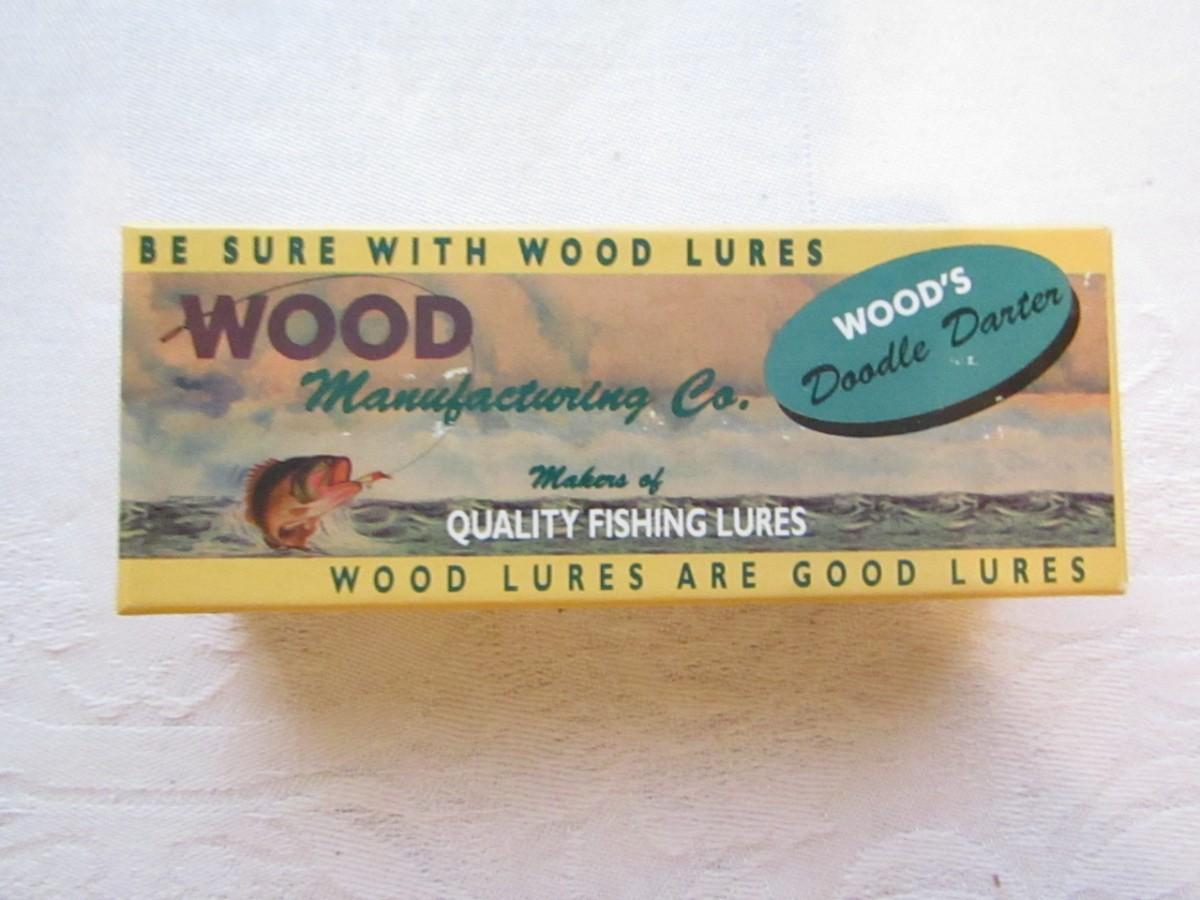 BE SURE WITH WOOD LURES
WOOD
Manufacturing Co.
WOOD'S
Doodle Darter
Makers of
QUALITY FISHING LURES
WOOD LURES ARE GOOD LURES